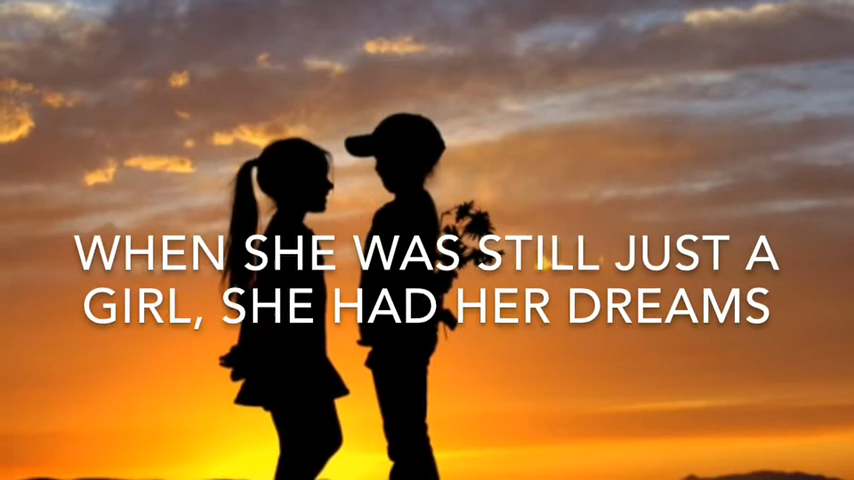 WHEN SHE WAS STILL JUST A
GIRL, SHE HAD HER DREAMS